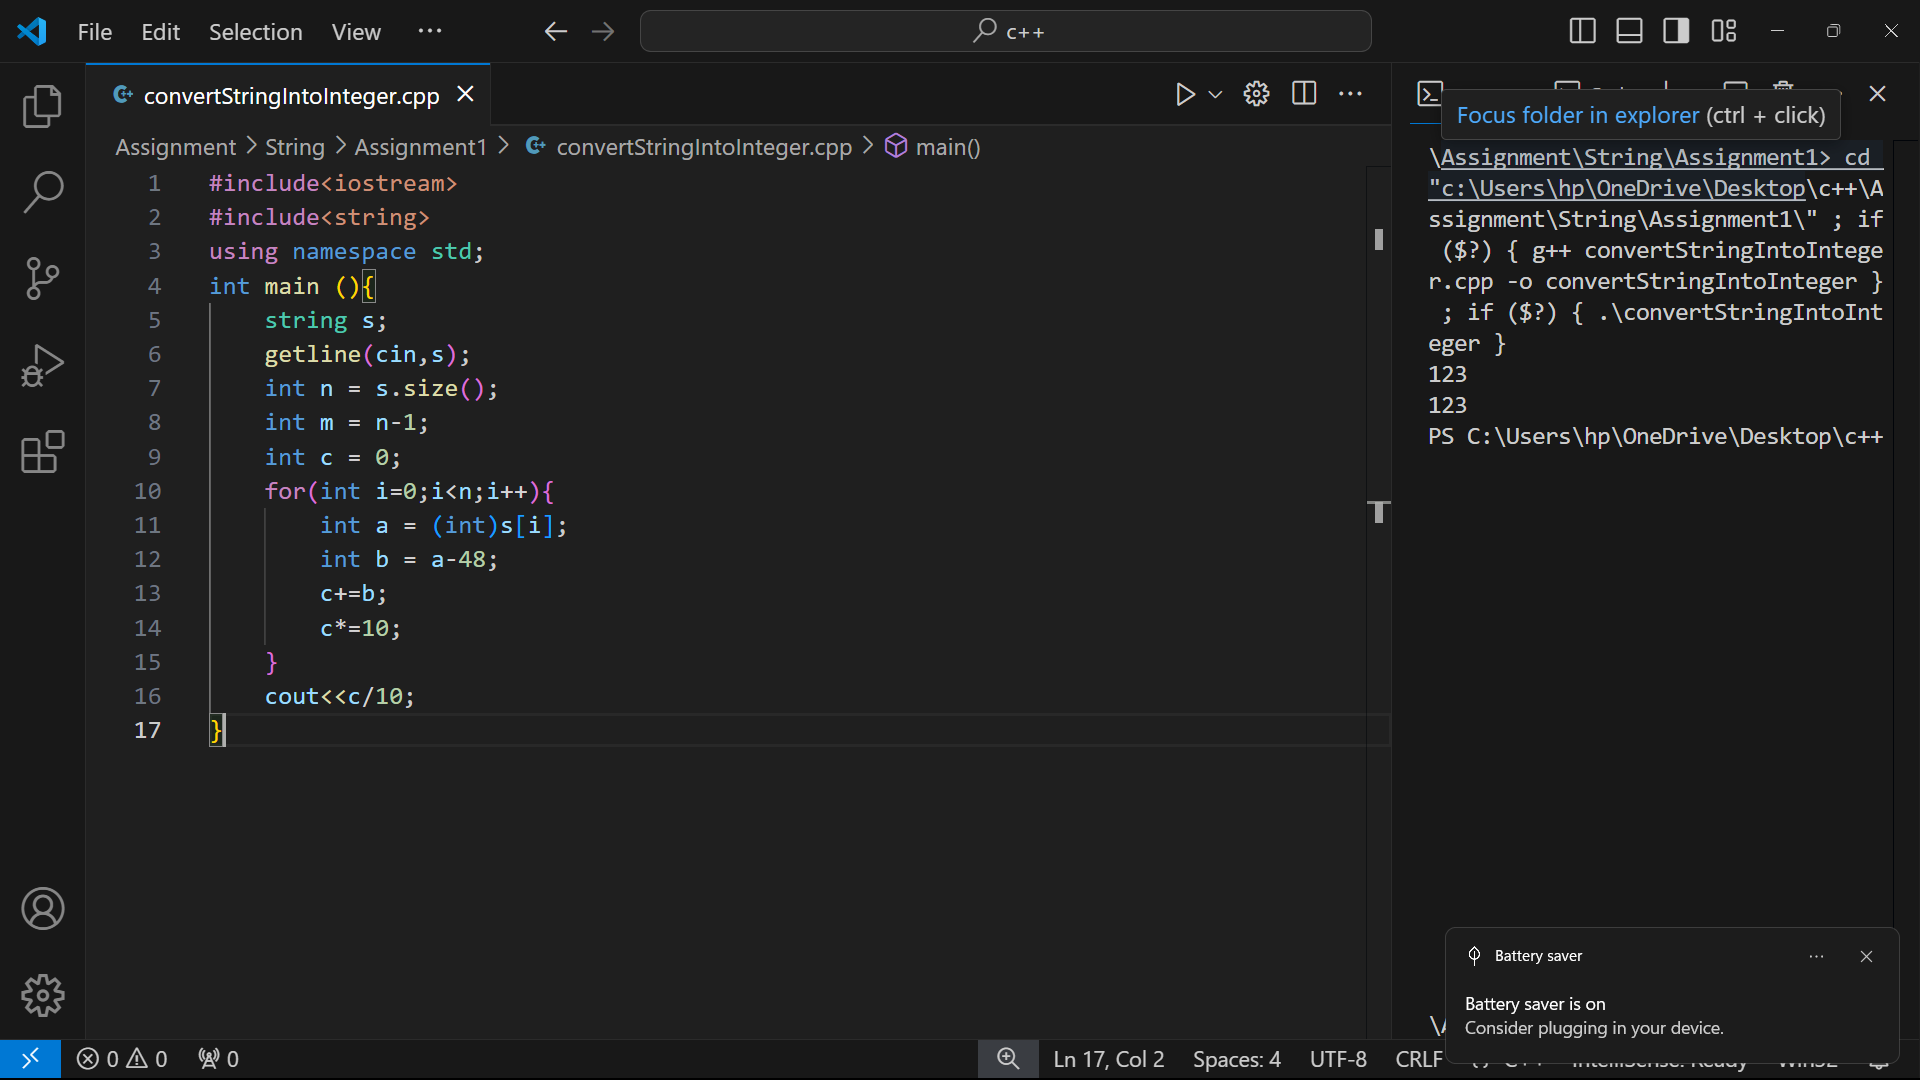 File Edit Selection View ···
c++
convertStringIntoInteger.cpp
Assignment > String > Assignment1 > convertStringIntoInteger.cpp > main()
1 #include<iostream>
2 #include<string>
3 using namespace std;
4 int main (){
5 string s;
6 getline(cin,s);
7 int n = s.size();
8 int m = n-1;
9 int c = 0;
10 for(int i=0;i<n;i++){
11 int a = (int)s[i];
12 int b = a-48;
13 c+=b;
14 c*=10;
15 }
16 cout<<c/10;
17 }
Focus folder in explorer (ctrl + click)
\Assignment\String\Assignment1> cd
"c:\Users\hp\OneDrive\Desktop\c++\A
ssignment\String\Assignment1\" ; if
($?) { g++ convertStringIntoIntege
r.cpp -o convertStringIntoInteger }
; if ($?) { .\convertStringIntoInt
eger }
123
123
PS C:\Users\hp\OneDrive\Desktop\c++
Battery saver
Battery saver is on
Consider plugging in your device.
0 0 0
Ln 17, Col 2 Spaces: 4 UTF-8 CRLF